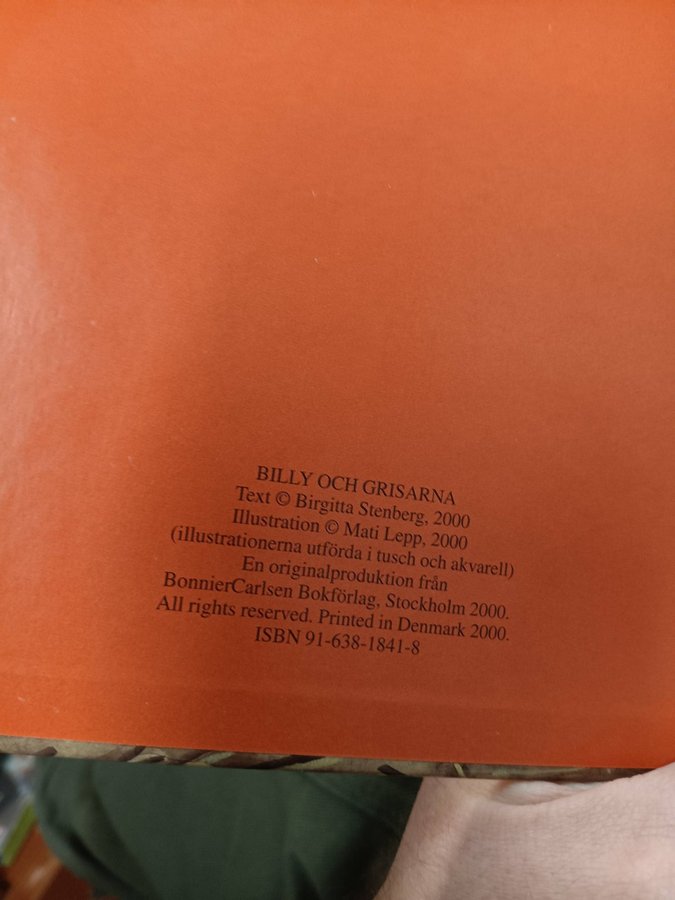 BILLY OCH GRISARNA
Text © Birgitta Stenberg, 2000
Illustration © Mati Lepp, 2000
(illustrationerna utförda i tusch och akvarell)
En originalproduktion från
BonnierCarlsen Bokförlag, Stockholm 2000.
All rights reserved. Printed in Denmark 2000.
ISBN 91-638-1841-8